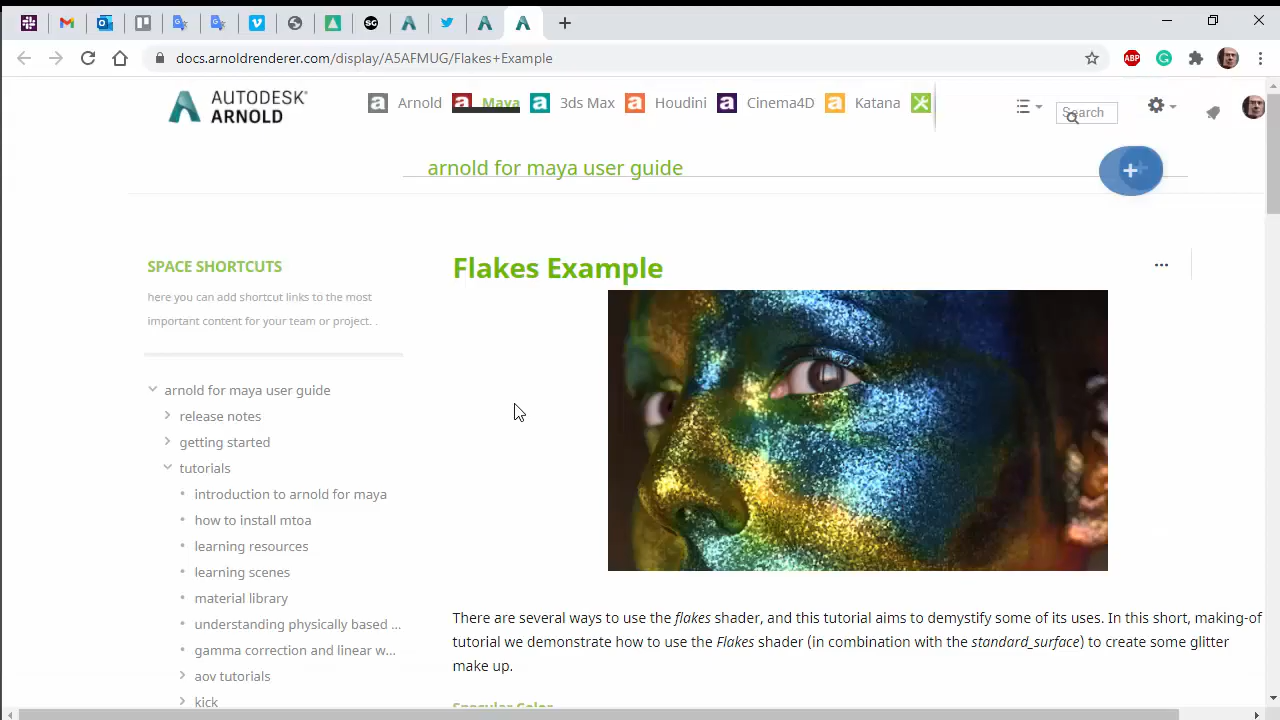 SC
docs.arnoldrenderer.com/display/A5AFMUG/Flakes+Example
ABP
AUTODESK®
ARNOLD
Arnold
Maya
3ds Max
Houdini
Cinema4D
Katana
Search
arnold for maya user guide
SPACE SHORTCUTS
here you can add shortcut links to the most
important content for your team or project. .
arnold for maya user guide
release notes
getting started
tutorials
introduction to arnold for maya
how to install mtoa
learning resources
learning scenes
material library
understanding physically based ...
gamma correction and linear w...
aov tutorials
kick
Flakes Example
There are several ways to use the flakes shader, and this tutorial aims to demystify some of its uses. In this short, making-of
tutorial we demonstrate how to use the Flakes shader (in combination with the standard_surface) to create some glitter
make up.
Specular Color